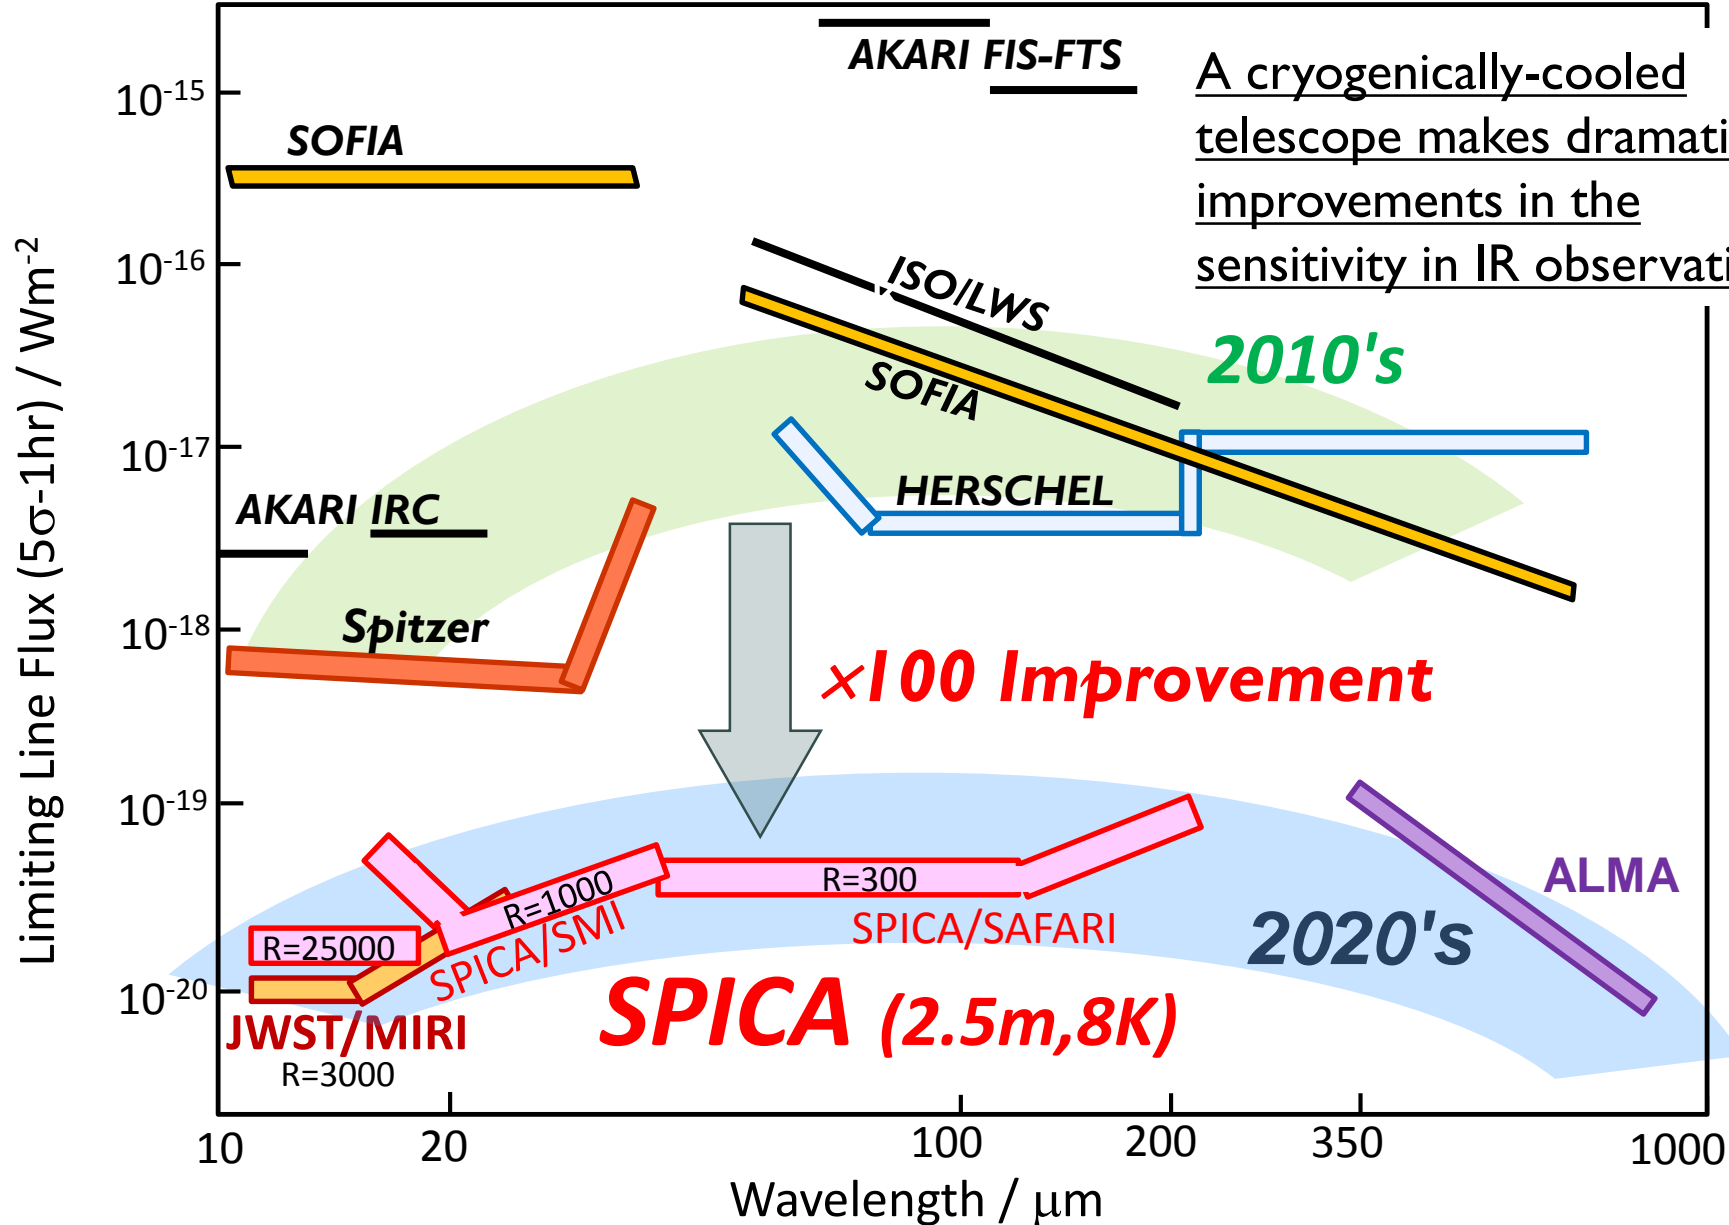 AKARI FIS-FTS
A cryogenically-cooled
telescope makes dramati
improvements in the
sensitivity in IR observati
10-15
SOFIA
10-16
ISO/LWS
SOFIA
2010's
10-17
HERSCHEL
AKARI IRC
10-18
Spitzer
×100 Improvement
10-19
R=300
R=1000
ALMA
SPICA/SAFARI
SPICA/SMI
R=25000
2020's
10-20
SPICA (2.5m,8K)
JWST/MIRI
R=3000
Limiting Line Flux (5σ-1hr) / Wm-2
10 20 100 200 350 1000
Wavelength / μm